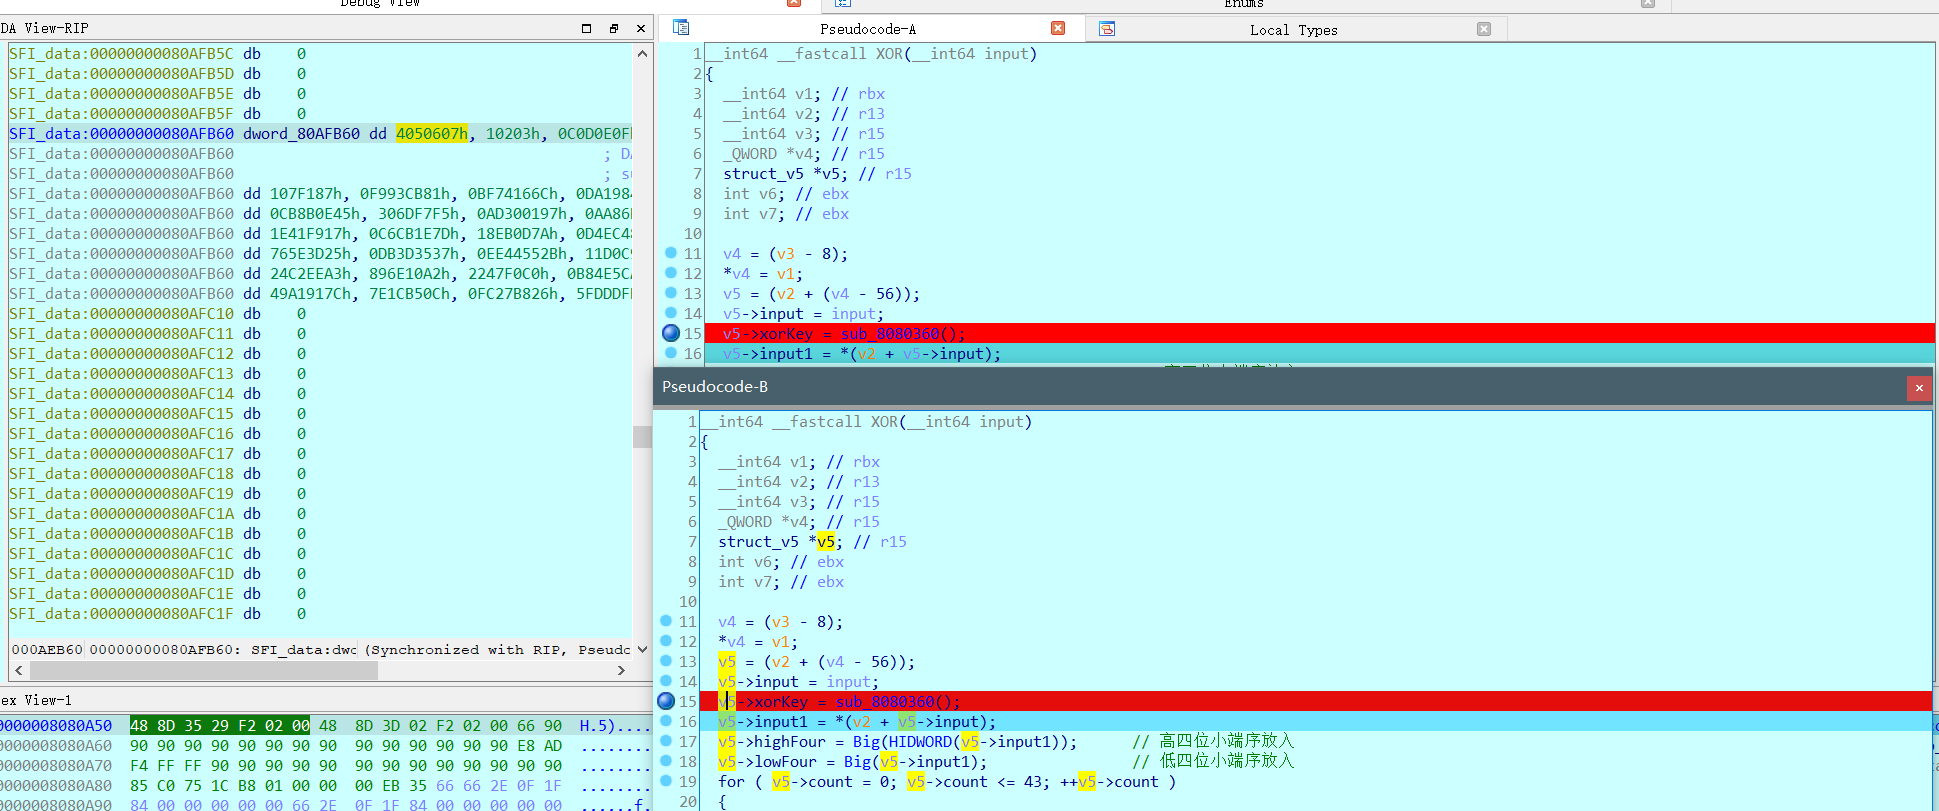 Debug View
Enums
DA View-RIP
Pseudocode-A
Local Types
SFI_data:00000000080AFB5C db    0
SFI_data:00000000080AFB5D db    0
SFI_data:00000000080AFB5E db    0
SFI_data:00000000080AFB5F db    0
SFI_data:00000000080AFB60 dword_80AFB60 dd 4050607h, 10203h, 0C0D0E0F
SFI_data:00000000080AFB60 ; D
SFI_data:00000000080AFB60 ; s
SFI_data:00000000080AFB60 dd 107F187h, 0F993CB81h, 0BF74166Ch, 0DA198
SFI_data:00000000080AFB60 dd 0CB8B0E45h, 306DF7F5h, 0AD300197h, 0AA86
SFI_data:00000000080AFB60 dd 1E41F917h, 0C6CB1E7Dh, 18EB0D7Ah, 0D4EC4
SFI_data:00000000080AFB60 dd 765E3D25h, 0DB3D3537h, 0EE44552Bh, 11D0C
SFI_data:00000000080AFB60 dd 24C2EEA3h, 896E10A2h, 2247F0C0h, 0B84E5C
SFI_data:00000000080AFB60 dd 49A1917Ch, 7E1CB50Ch, 0FC27B826h, 5FDDDF
SFI_data:00000000080AFC10 db    0
SFI_data:00000000080AFC11 db    0
SFI_data:00000000080AFC12 db    0
SFI_data:00000000080AFC13 db    0
SFI_data:00000000080AFC14 db    0
SFI_data:00000000080AFC15 db    0
SFI_data:00000000080AFC16 db    0
SFI_data:00000000080AFC17 db    0
SFI_data:00000000080AFC18 db    0
SFI_data:00000000080AFC19 db    0
SFI_data:00000000080AFC1A db    0
SFI_data:00000000080AFC1B db    0
SFI_data:00000000080AFC1C db    0
SFI_data:00000000080AFC1D db    0
SFI_data:00000000080AFC1E db    0
SFI_data:00000000080AFC1F db    0
000AEB60 00000000080AFB60: SFI_data:dwo (Synchronized with RIP, Pseudo
ex View-1
0000008080A50 48 8D 35 29 F2 02 00 48 8D 3D 02 F2 02 00 66 90 H.5)....
0000008080A60 90 90 90 90 90 90 90 90 90 90 90 90 90 90 E8 AD ........
0000008080A70 F4 FF FF 90 90 90 90 90 90 90 90 90 90 90 90 90 ........
0000008080A80 85 C0 75 1C B8 01 00 00 00 EB 35 66 66 2E 0F 1F ......f.
0000008080A90 84 00 00 00 00 00 66 2E 0F 1F 84 00 00 00 00 00
1 __int64 __fastcall XOR(__int64 input)
2 {
3 __int64 v1; // rbx
4 __int64 v2; // r13
5 __int64 v3; // r15
6 _QWORD *v4; // r15
7 struct_v5 *v5; // r15
8 int v6; // ebx
9 int v7; // ebx
10
11 v4 = (v3 - 8);
12 *v4 = v1;
13 v5 = (v2 + (v4 - 56));
14 v5->input = input;
15 v5->xorKey = sub_8080360();
16 v5->input1 = *(v2 + v5->input);
Pseudocode-B
1 __int64 __fastcall XOR(__int64 input)
2 {
3 __int64 v1; // rbx
4 __int64 v2; // r13
5 __int64 v3; // r15
6 _QWORD *v4; // r15
7 struct_v5 *v5; // r15
8 int v6; // ebx
9 int v7; // ebx
10
11 v4 = (v3 - 8);
12 *v4 = v1;
13 v5 = (v2 + (v4 - 56));
14 v5->input = input;
15 v5->xorKey = sub_8080360();
16 v5->input1 = *(v2 + v5->input);
17 v5->highFour = Big(HIDWORD(v5->input1)); // 高四位小端序放入
18 v5->lowFour = Big(v5->input1); // 低四位小端序放入
19 for ( v5->count = 0; v5->count <= 43; ++v5->count )
20 {